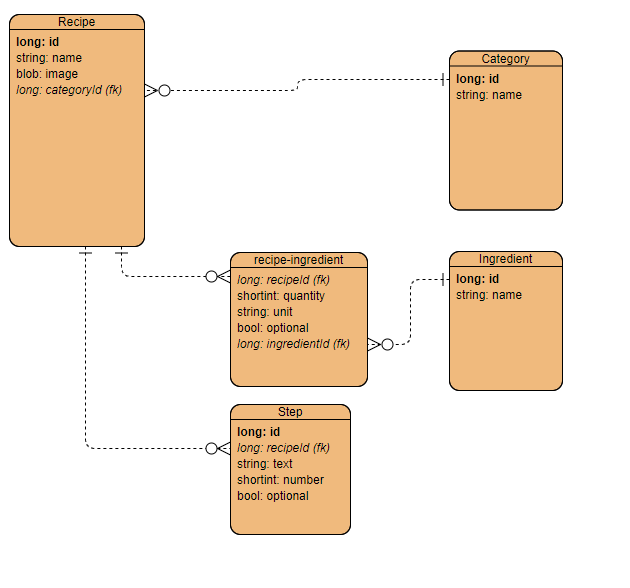 Recipe
long: id
string: name
blob: image
long: categoryId (fk)
Category
long: id
string: name
recipe-ingredient
long: recipeId (fk)
shortint: quantity
string: unit
bool: optional
long: ingredientId (fk)
Ingredient
long: id
string: name
Step
long: id
long: recipeId (fk)
string: text
shortint: number
bool: optional